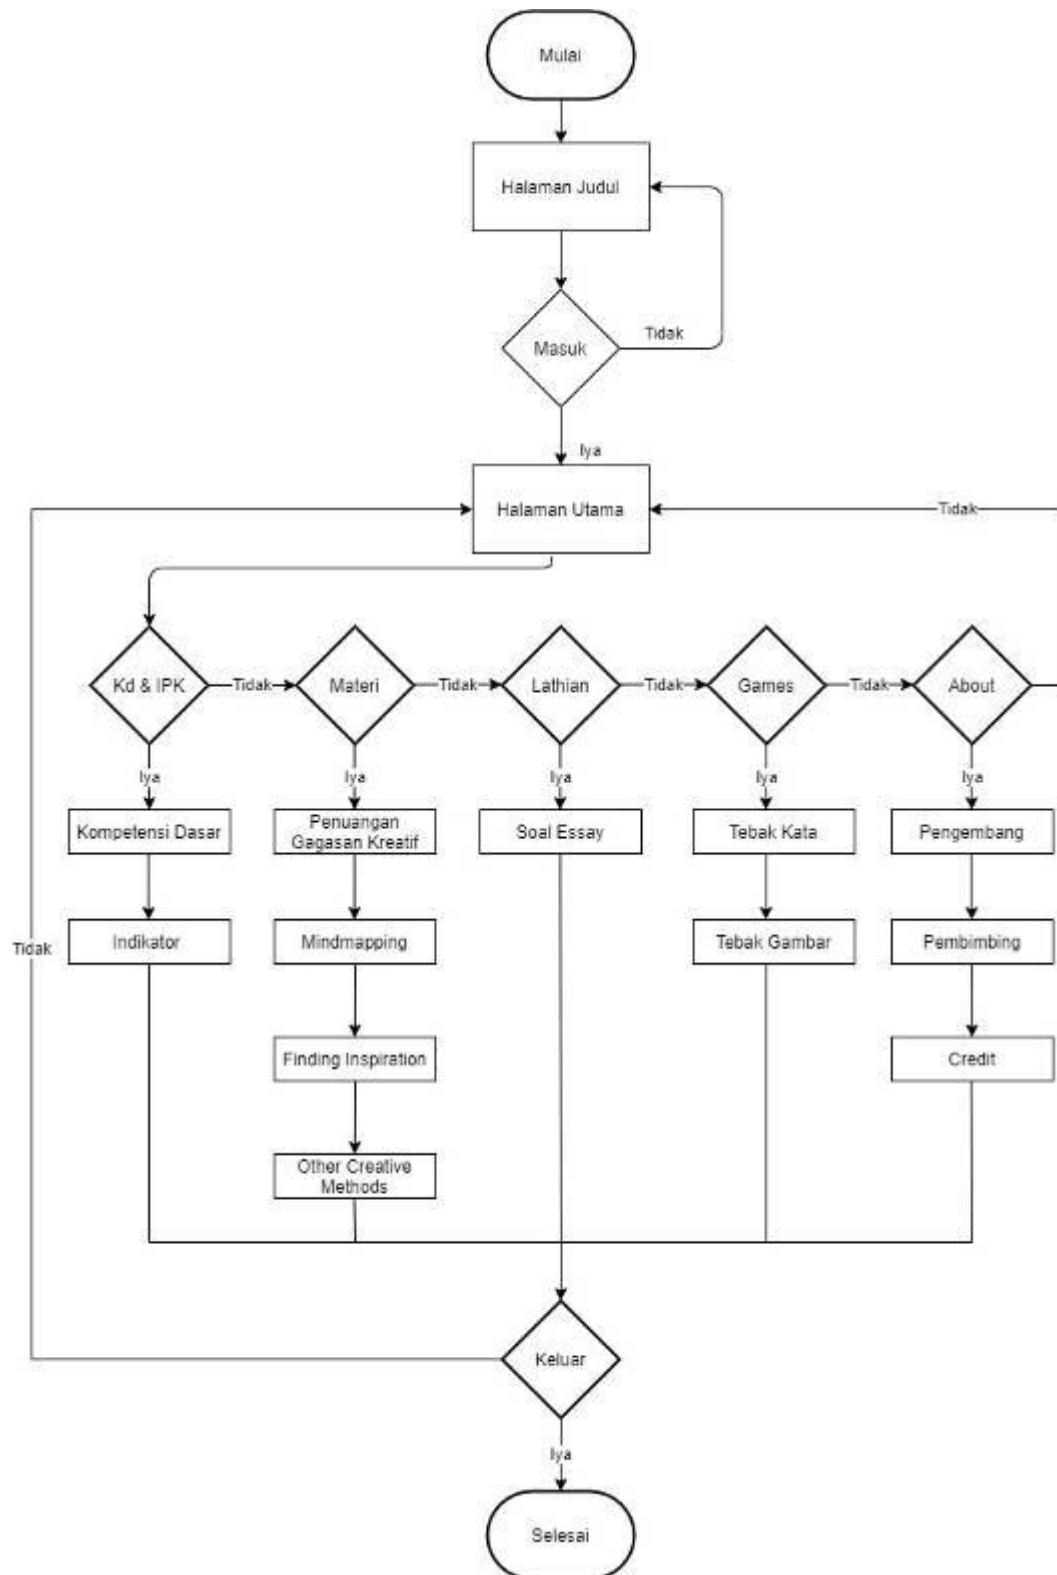 Mulai
Halaman Judul
Masuk
Tidak
Iya
Halaman Utama
Tidak
Kd & IPK
Tidak
Materi
Tidak
Lathian
Tidak
Games
Tidak
About
Iya
Iya
Iya
Iya
Iya
Kompetensi Dasar
Penuangan
Gagasan Kreatif
Soal Essay
Tebak Kata
Pengembang
Tidak
Indikator
Mindmapping
Tebak Gambar
Pembimbing
Finding Inspiration
Credit
Other Creative
Methods
Keluar
Iya
Selesai